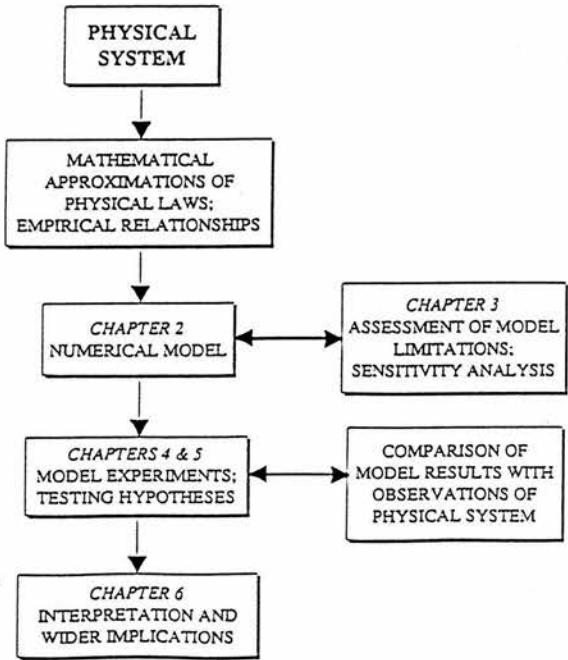 PHYSICAL
SYSTEM
MATHEMATICAL
APPROXIMATIONS OF
PHYSICAL LAWS;
EMPIRICAL RELATIONSHIPS
CHAPTER 2
NUMERICAL MODEL
CHAPTER 3
ASSESSMENT OF MODEL
LIMITATIONS;
SENSITIVITY ANALYSIS
CHAPTERS 4 & 5
MODEL EXPERIMENTS;
TESTING HYPOTHESES
COMPARISON OF
MODEL RESULTS WITH
OBSERVATIONS OF
PHYSICAL SYSTEM
CHAPTER 6
INTERPRETATION AND
WIDER IMPLICATIONS